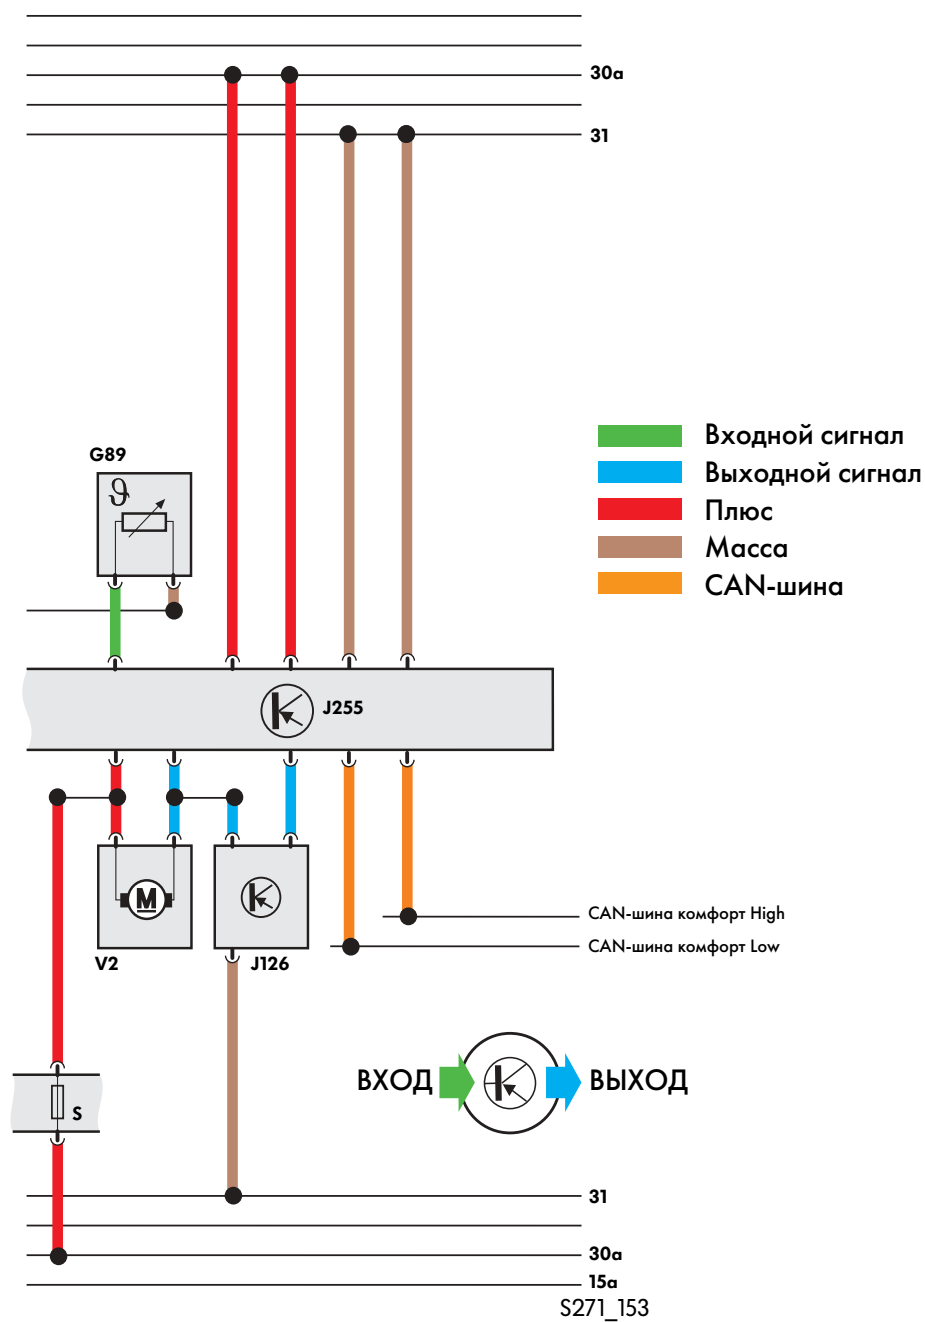 30a
31
G89
ϑ
Входной сигнал
Выходной сигнал
Плюс
Масса
CAN-шина
J255
M
V2
J126
CAN-шина комфорт High
CAN-шина комфорт Low
ВХОД
ВЫХОД
S
31
30a
15a
S271_153